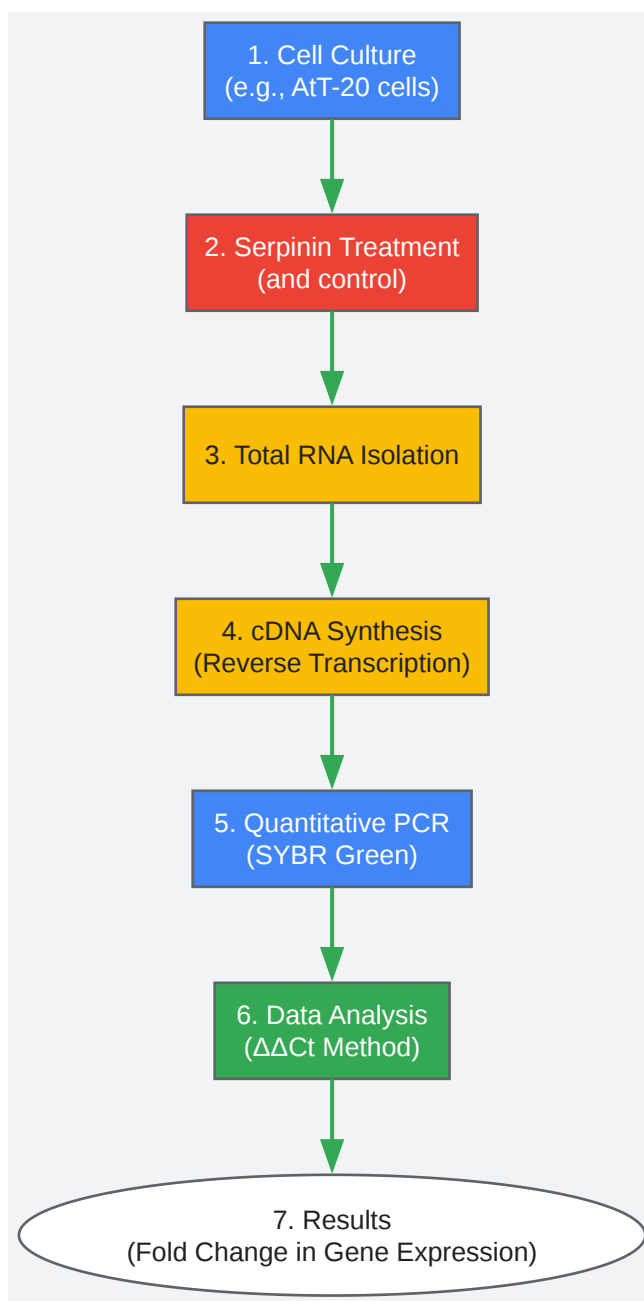 1. Cell Culture
(e.g., AtT-20 cells)
2. Serpinin Treatment
(and control)
3. Total RNA Isolation
4. cDNA Synthesis
(Reverse Transcription)
5. Quantitative PCR
(SYBR Green)
6. Data Analysis
(ΔΔCt Method)
7. Results
(Fold Change in Gene Expression)